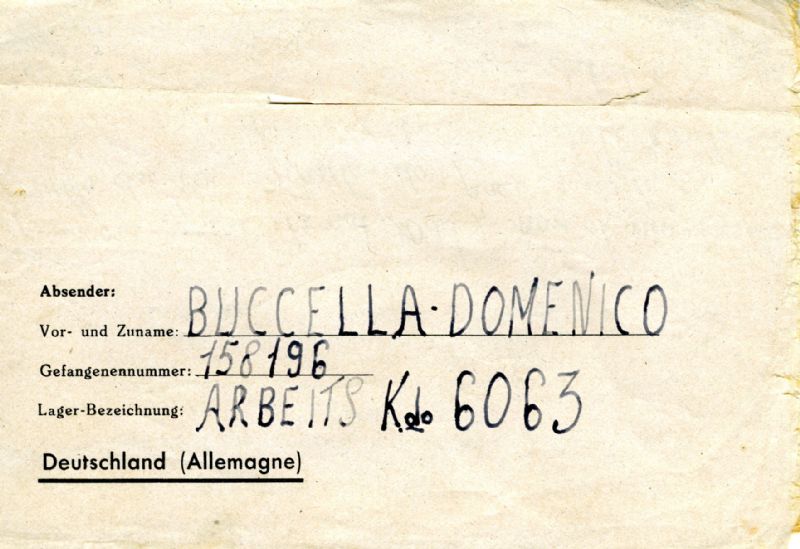 Absender:
Vor- und Zuname: BUCCELLA·DOMENICO
Gefangenennummer: 158196
Lager-Bezeichnung: ARBEITS Kdo 6063
Deutschland (Allemagne)